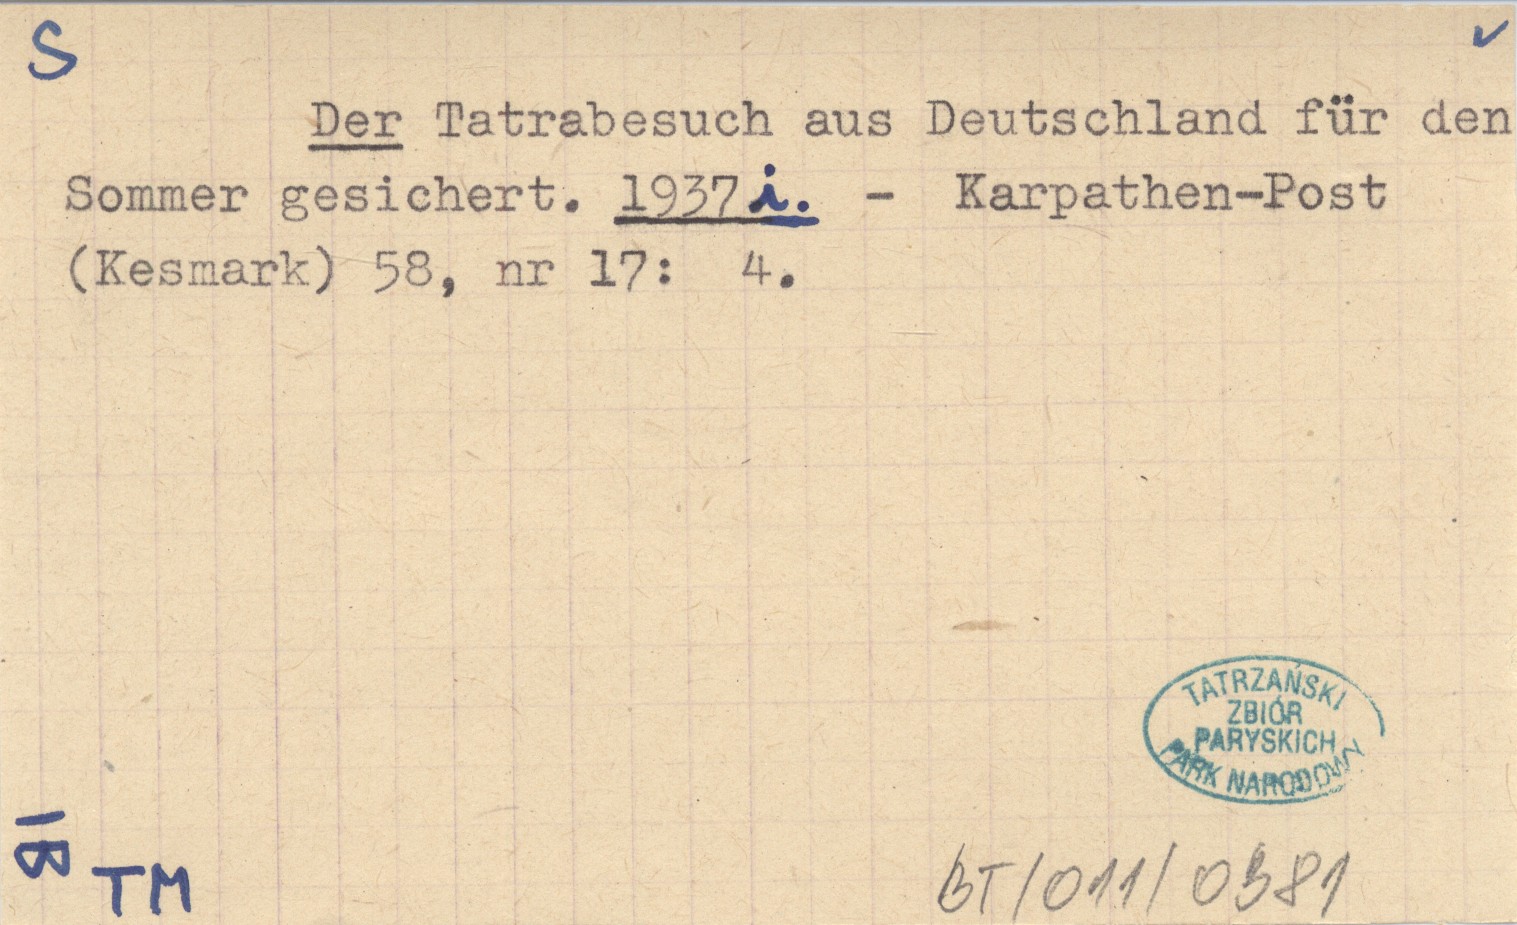 S ✓
Der Tatrabesuch aus Deutschland für den
Sommer gesichert. 1937 i. - Karpathen-Post
(Kesmark) 58, nr 17: 4.
TATRZAŃSKI
ZBIÓR
PARYSKICH
PARK NARODOWY
IB
TM
BT/011/0381